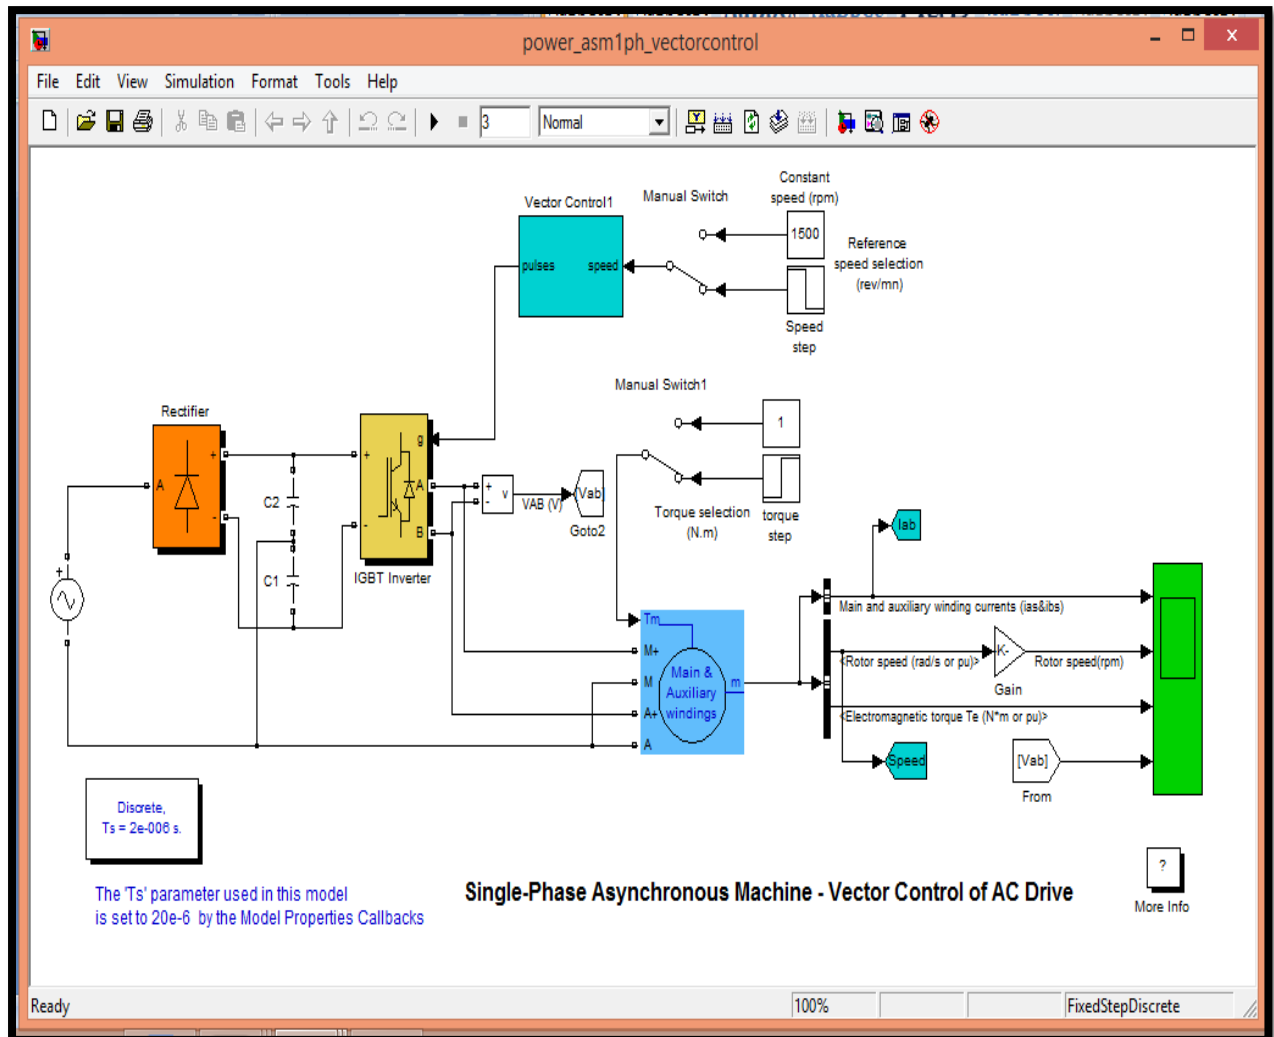 power_asm1ph_vectorcontrol
x
File Edit View Simulation Format Tools Help
3 Normal
Constant
speed (rpm)
Manual Switch
Vector Control1
1500
Reference
speed selection
(rev/mn)
pulses speed
Speed
step
Manual Switch1
Rectifier
1
g
+ +
A
C2
A
+
-
v
VAB (V)
[Vab]
Goto2
Torque selection
(N.m)
torque
step
Iab
-
-
B
C1
IGBT Inverter
+
Main and auxiliary winding currents (ias&ibs)
Tm
M+
<Rotor speed (rad/s or pu)>
K-
Rotor speed(rpm)
Gain
Main &
Auxiliary
windings
M
m
A+
<Electromagnetic torque Te (N*m or pu)>
A
Speed
[Vab]
From
Discrete,
Ts = 2e-006 s.
?
More Info
The 'Ts' parameter used in this model
is set to 20e-6 by the Model Properties Callbacks
Single-Phase Asynchronous Machine - Vector Control of AC Drive
Ready 100% FixedStepDiscrete